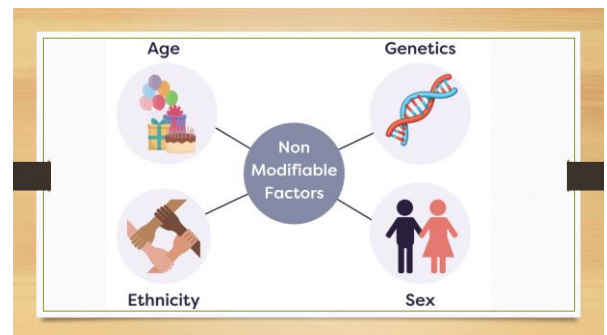 Age
Genetics
Non
Modifiable
Factors
Ethnicity
Sex